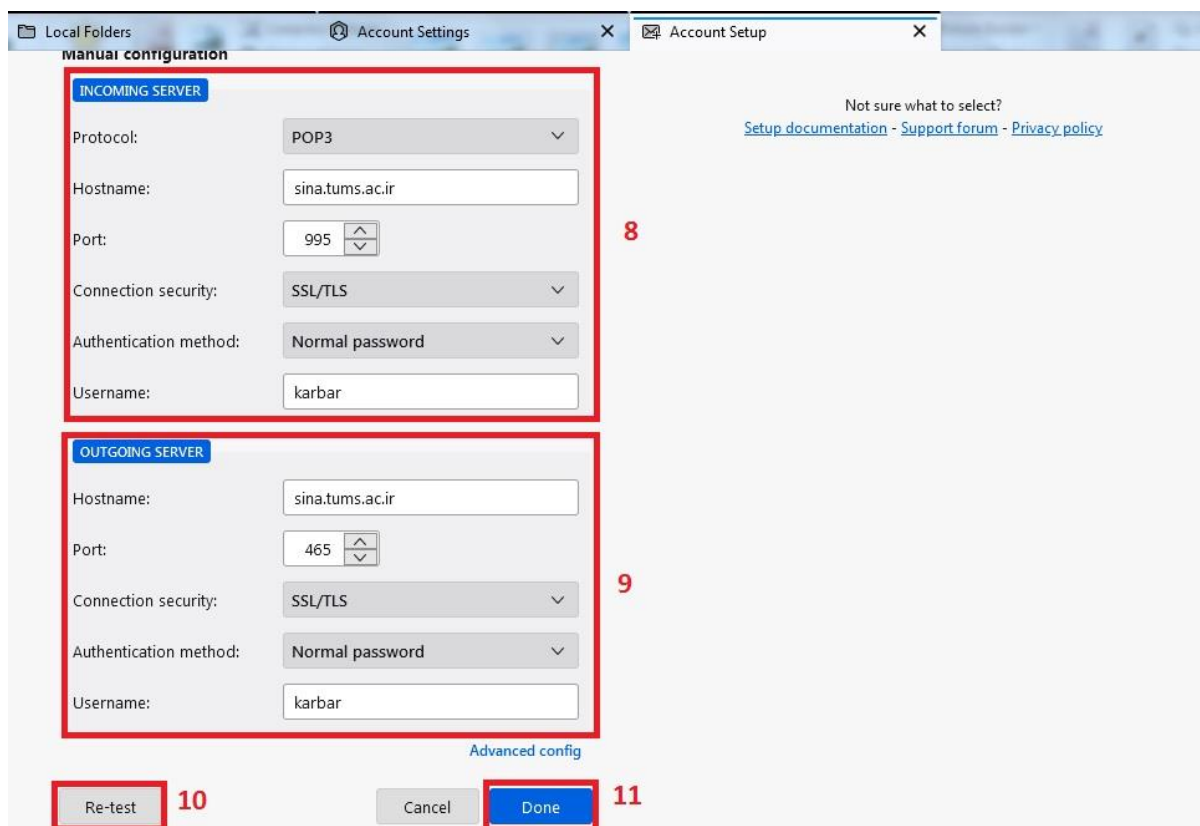 Local Folders
Account Settings
Account Setup
Manual configuration
INCOMING SERVER
Protocol: POP3
Hostname: sina.tums.ac.ir
Port: 995
Connection security: SSL/TLS
Authentication method: Normal password
Username: karbar
8
OUTGOING SERVER
Hostname: sina.tums.ac.ir
Port: 465
Connection security: SSL/TLS
Authentication method: Normal password
Username: karbar
9
Advanced config
Re-test 10 Cancel Done 11
Not sure what to select?
Setup documentation - Support forum - Privacy policy